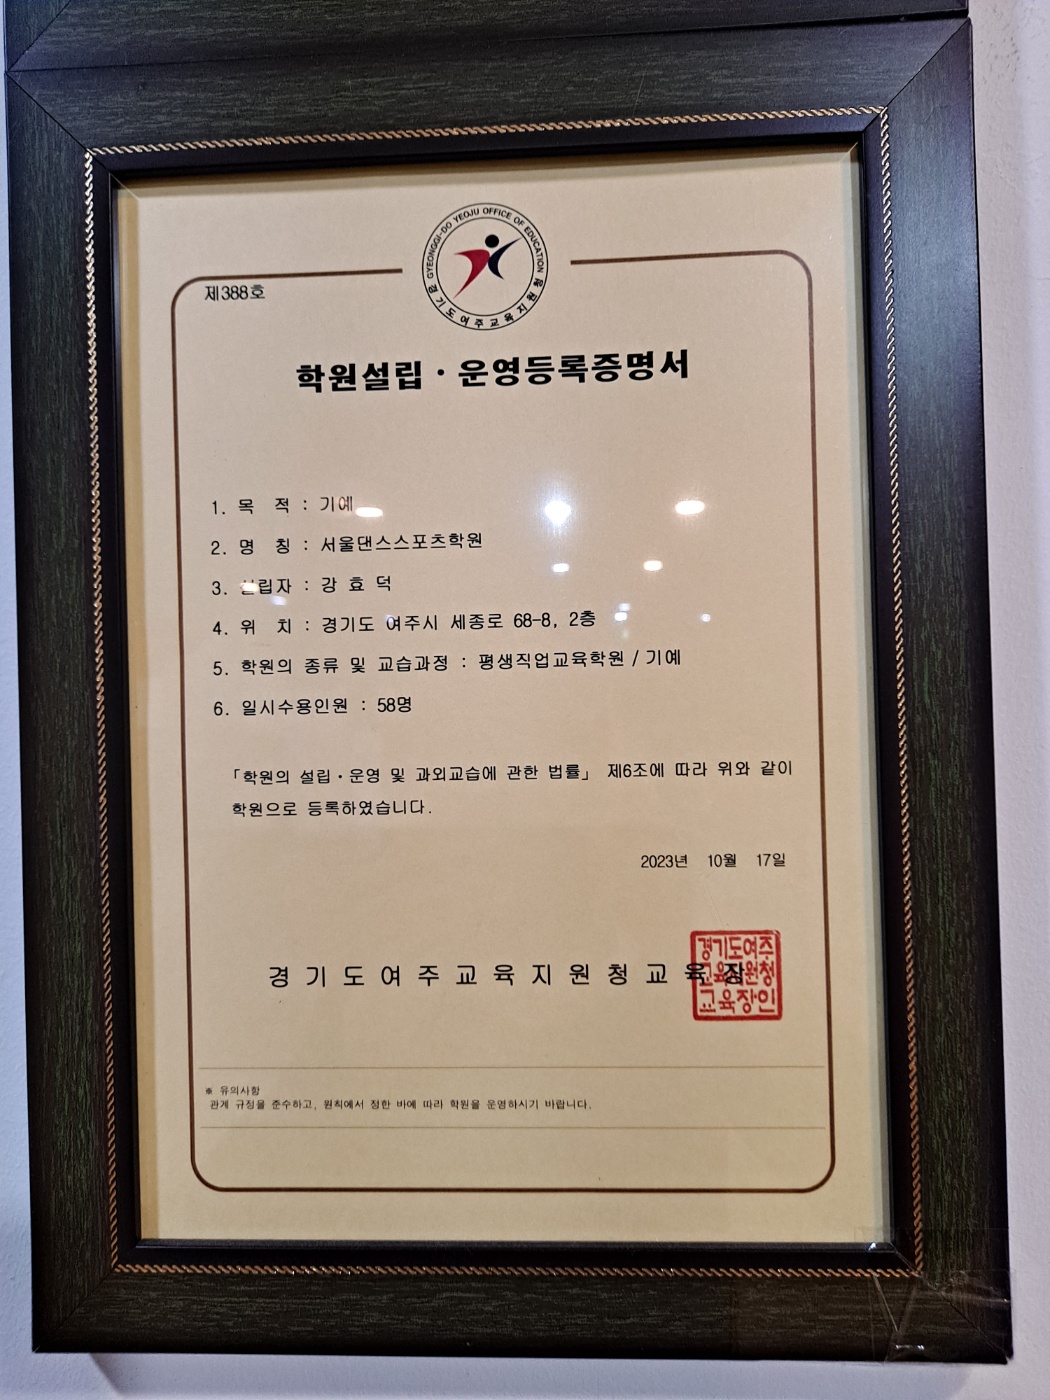 GYEONGGI-DO YEOJU OFFICE OF EDUCATION
경기도여주교육지원청
제388호
학원설립·운영등록증명서
1. 목 적 : 기예
2. 명 칭 : 서울댄스스포츠학원
3. 설립자 : 강 효 덕
4. 위 치 : 경기도 여주시 세종로 68-8, 2층
5. 학원의 종류 및 교습과정 : 평생직업교육학원 / 기예
6. 일시수용인원 : 58명
「학원의 설립·운영 및 과외교습에 관한 법률」 제6조에 따라 위와 같이
학원으로 등록하였습니다.
2023년 10월 17일
경기도여주교육지원청교육장
경기도여주
교육지원청
교육장인
※ 유의사항
관계 규정을 준수하고, 원칙에서 정한 바에 따라 학원을 운영하시기 바랍니다.